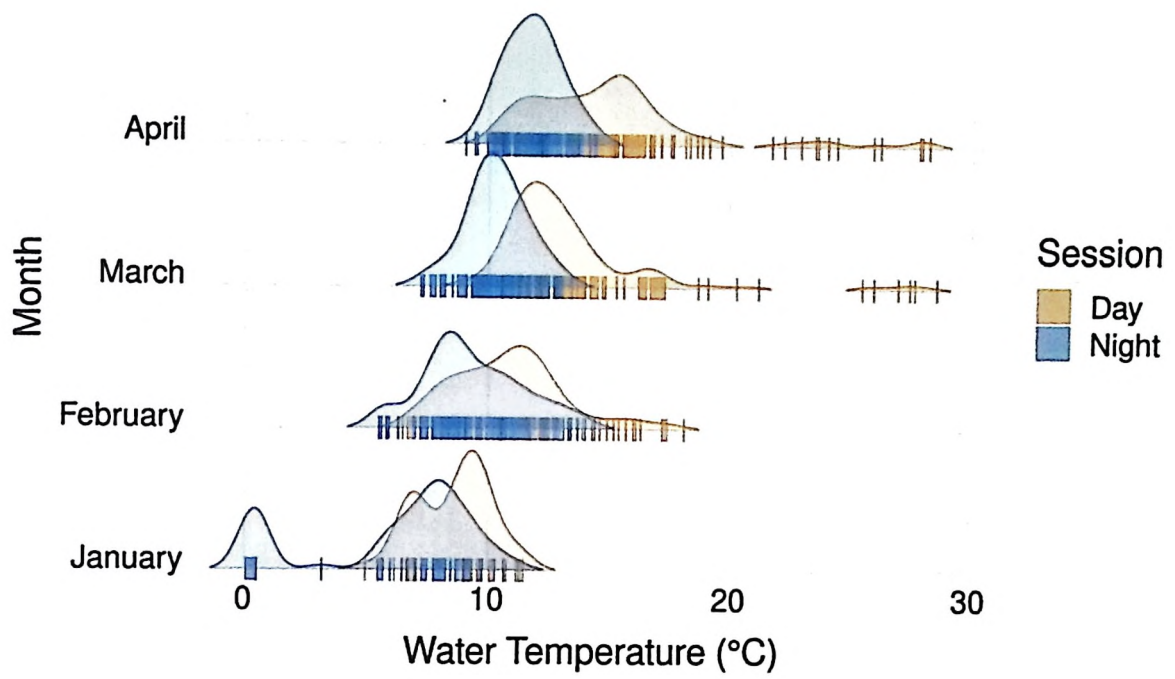 April
March
February
January
Month
0 10 20 30
Water Temperature (°C)
Session
Day
Night